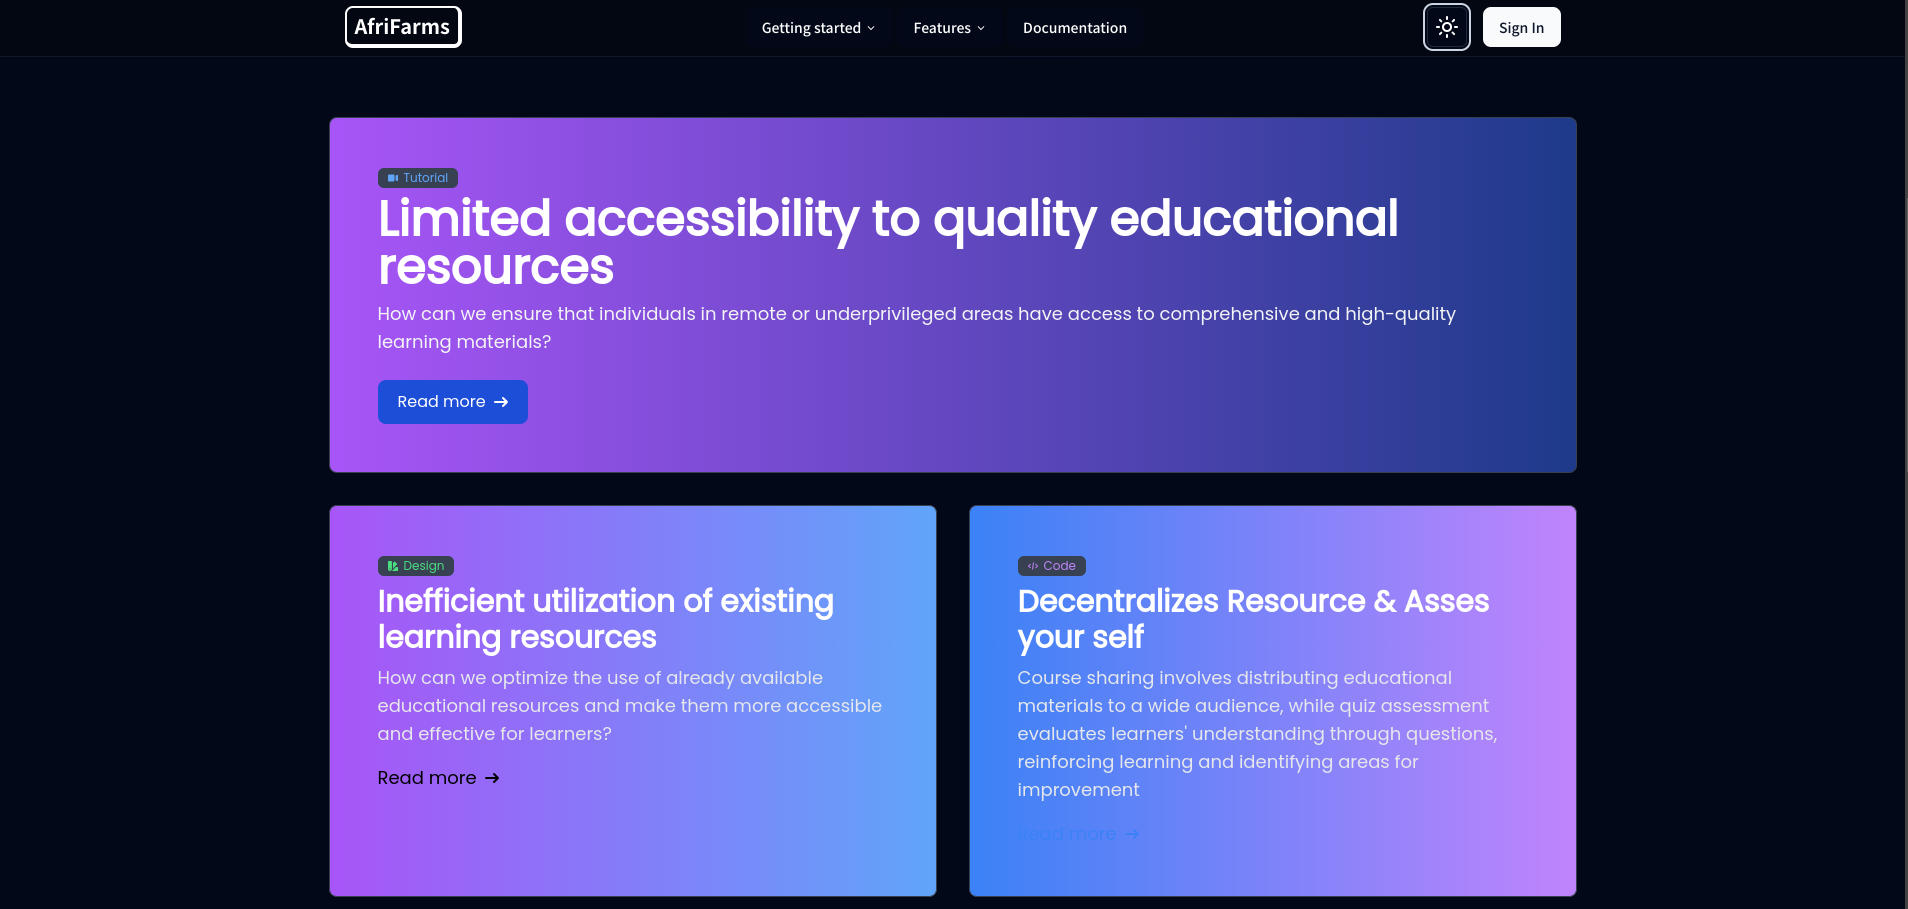 AfriFarms
Getting started
Features
Documentation
Sign In
Tutorial
Limited accessibility to quality educational
resources
How can we ensure that individuals in remote or underprivileged areas have access to comprehensive and high-quality
learning materials?
Read more
Design
Inefficient utilization of existing
learning resources
How can we optimize the use of already available
educational resources and make them more accessible
and effective for learners?
Read more
Code
Decentralizes Resource & Asses
your self
Course sharing involves distributing educational
materials to a wide audience, while quiz assessment
evaluates learners' understanding through questions,
reinforcing learning and identifying areas for
improvement
Read more